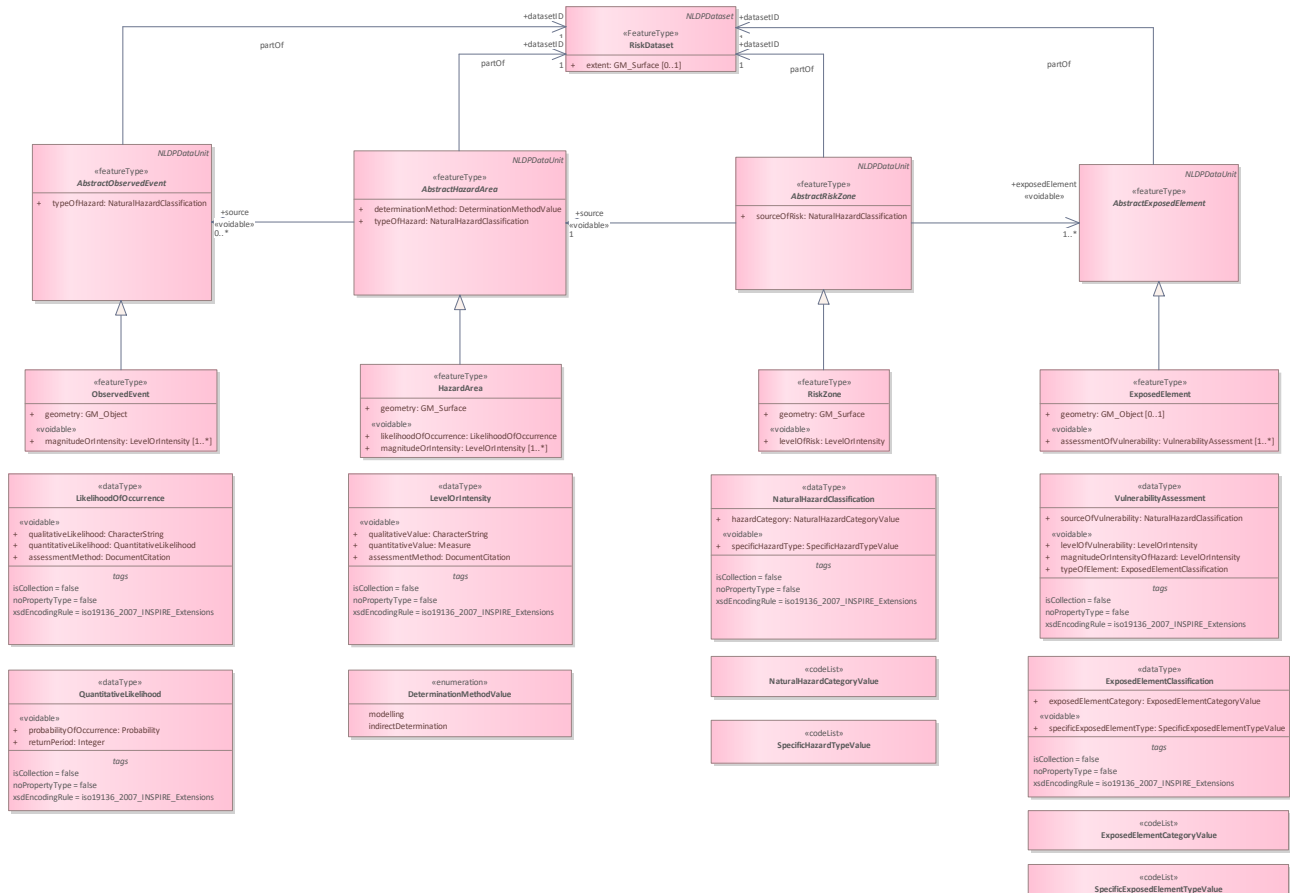 +datasetID
NLDPDataset
+datasetID
«FeatureType»
RiskDataset
1
1
partOf
+datasetID
+datasetID
partOf
1
+ extent: GM_Surface [0..1]
1
partOf
partOf
NLDPDataUnit
«featureType»
AbstractObservedEvent
+ typeOfHazard: NaturalHazardClassification
+source
«voidable»
0..*
NLDPDataUnit
«featureType»
AbstractHazardArea
+ determinationMethod: DeterminationMethodValue
+ typeOfHazard: NaturalHazardClassification
+source
«voidable»
1
NLDPDataUnit
«featureType»
AbstractRiskZone
+ sourceOfRisk: NaturalHazardClassification
+exposedElement
«voidable»
1..*
NLDPDataUnit
«featureType»
AbstractExposedElement
«featureType»
ObservedEvent
+ geometry: GM_Object
«voidable»
+ magnitudeOrIntensity: LevelOrIntensity [1..*]
«featureType»
HazardArea
+ geometry: GM_Surface
«voidable»
+ likelihoodOfOccurrence: LikelihoodOfOccurrence
+ magnitudeOrIntensity: LevelOrIntensity [1..*]
«featureType»
RiskZone
+ geometry: GM_Surface
«voidable»
+ levelOfRisk: LevelOrIntensity
«featureType»
ExposedElement
+ geometry: GM_Object [0..1]
«voidable»
+ assessmentOfVulnerability: VulnerabilityAssessment [1..*]
«dataType»
LikelihoodOfOccurrence
«voidable»
+ qualitativeLikelihood: CharacterString
+ quantitativeLikelihood: QuantitativeLikelihood
+ assessmentMethod: DocumentCitation
tags
isCollection = false
noPropertyType = false
xsdEncodingRule = iso19136_2007_INSPIRE_Extensions
«dataType»
LevelOrIntensity
«voidable»
+ qualitativeValue: CharacterString
+ quantitativeValue: Measure
+ assessmentMethod: DocumentCitation
tags
isCollection = false
noPropertyType = false
xsdEncodingRule = iso19136_2007_INSPIRE_Extensions
«dataType»
NaturalHazardClassification
+ hazardCategory: NaturalHazardCategoryValue
«voidable»
+ specificHazardType: SpecificHazardTypeValue
tags
isCollection = false
noPropertyType = false
xsdEncodingRule = iso19136_2007_INSPIRE_Extensions
«dataType»
VulnerabilityAssessment
+ sourceOfVulnerability: NaturalHazardClassification
«voidable»
+ levelOfVulnerability: LevelOrIntensity
+ magnitudeOrIntensityOfHazard: LevelOrIntensity
+ typeOfElement: ExposedElementClassification
tags
isCollection = false
noPropertyType = false
xsdEncodingRule = iso19136_2007_INSPIRE_Extensions
«dataType»
QuantitativeLikelihood
«voidable»
+ probabilityOfOccurrence: Probability
+ returnPeriod: Integer
tags
isCollection = false
noPropertyType = false
xsdEncodingRule = iso19136_2007_INSPIRE_Extensions
«enumeration»
DeterminationMethodValue
modelling
indirectDetermination
«codeList»
NaturalHazardCategoryValue
«codeList»
SpecificHazardTypeValue
«dataType»
ExposedElementClassification
+ exposedElementCategory: ExposedElementCategoryValue
«voidable»
+ specificExposedElementType: SpecificExposedElementTypeValue
tags
isCollection = false
noPropertyType = false
xsdEncodingRule = iso19136_2007_INSPIRE_Extensions
«codeList»
ExposedElementCategoryValue
«codeList»
SpecificExposedElementTypeValue